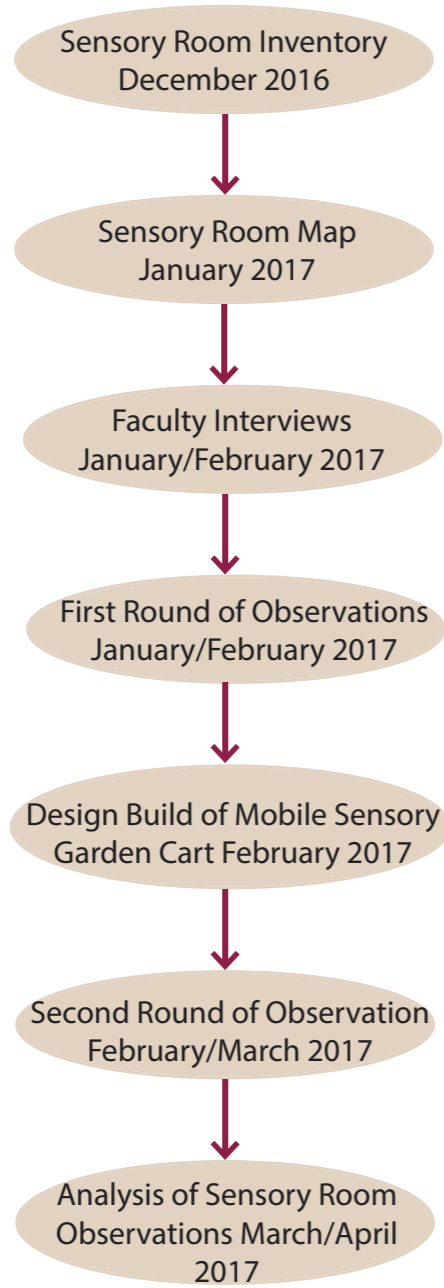 Sensory Room Inventory
December 2016
Sensory Room Map
January 2017
Faculty Interviews
January/February 2017
First Round of Observations
January/February 2017
Design Build of Mobile Sensory
Garden Cart February 2017
Second Round of Observation
February/March 2017
Analysis of Sensory Room
Observations March/April
2017